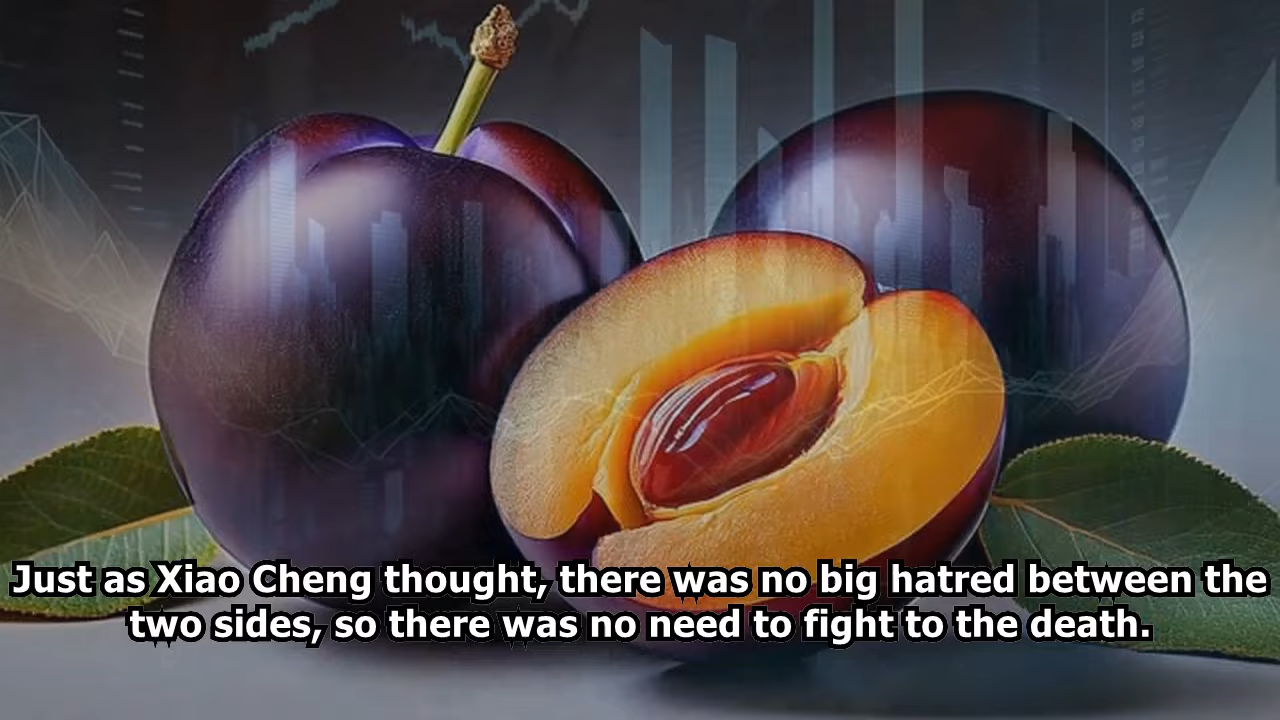 Just as Xiao Cheng thought, there was no big hatred between the
two sides, so there was no need to fight to the death.